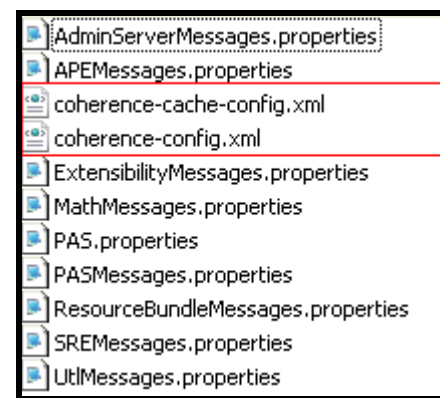 AdminServerMessages.properties
APEMessages.properties
coherence-cache-config.xml
coherence-config.xml
ExtensibilityMessages.properties
MathMessages.properties
PAS.properties
PASMessages.properties
ResourceBundleMessages.properties
SREMessages.properties
UtlMessages.properties